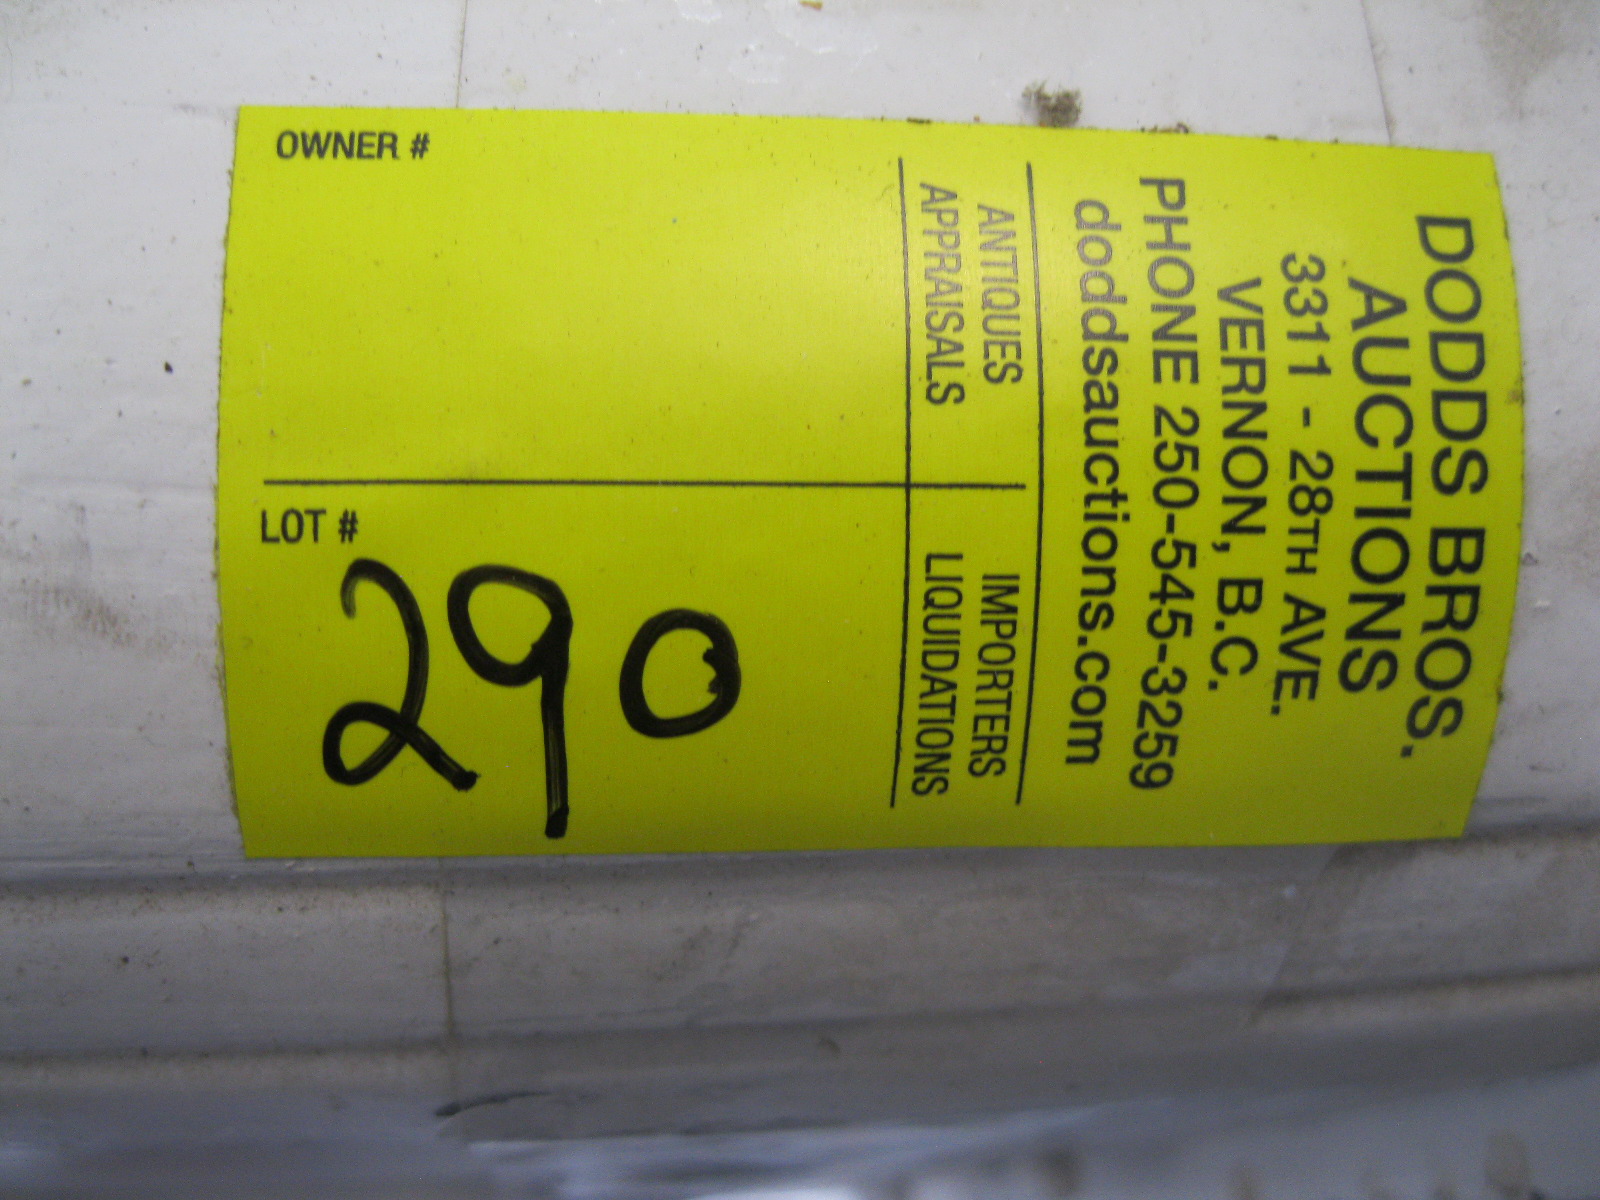 DODDS BROS.
AUCTIONS
3311 - 28TH AVE.
VERNON, B.C.
PHONE 250-545-3259
doddsauctions.com
ANTIQUES IMPORTERS
APPRAISALS LIQUIDATIONS
OWNER #
LOT #
290